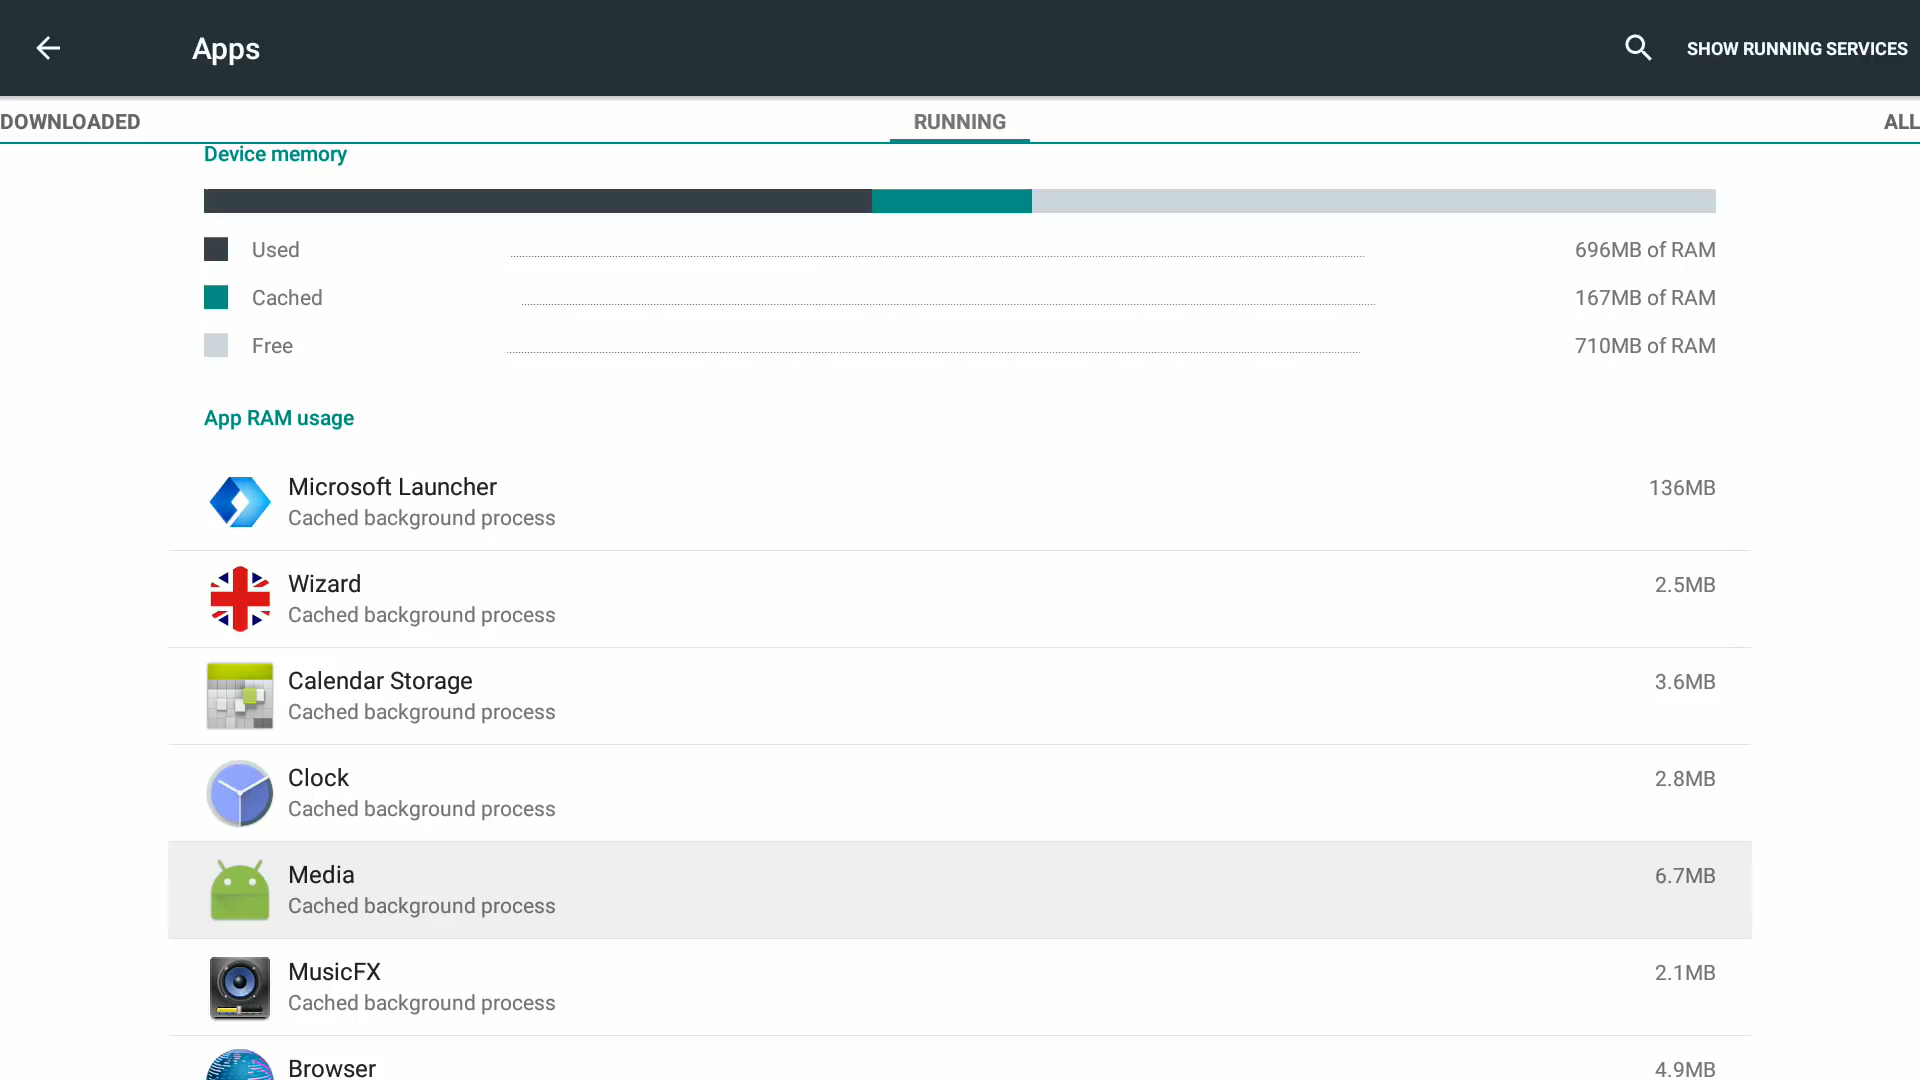 Apps
SHOW RUNNING SERVICES
DOWNLOADED
RUNNING
ALL
Device memory
Used 696MB of RAM
Cached 167MB of RAM
Free 710MB of RAM
App RAM usage
Microsoft Launcher 136MB
Cached background process
Wizard 2.5MB
Cached background process
Calendar Storage 3.6MB
Cached background process
Clock 2.8MB
Cached background process
Media 6.7MB
Cached background process
MusicFX 2.1MB
Cached background process
Browser 4.9MB